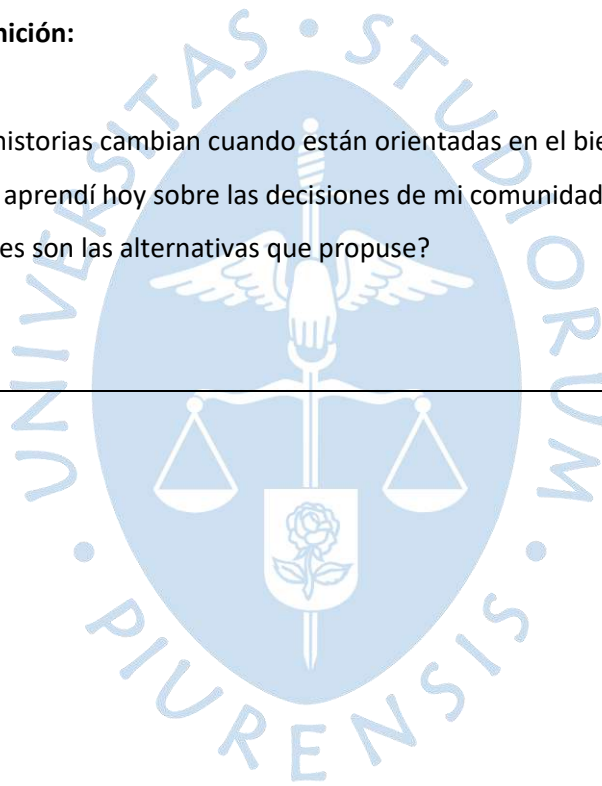 nición:
historias cambian cuando están orientadas en el bie
aprendí hoy sobre las decisiones de mi comunidad
es son las alternativas que propuse?
UNIVERSITAS • STUDIORUM • PIURENSIS •